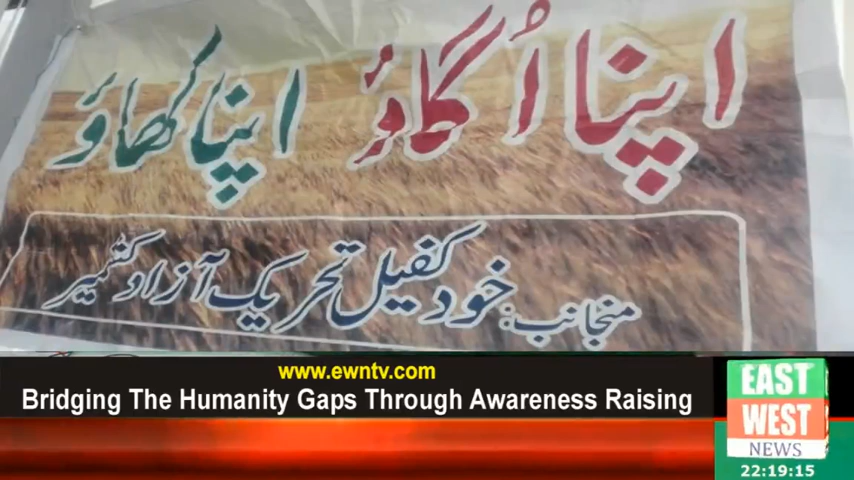 اپنا اُگاؤ اپنا کھاؤ
منجانب: خود کفیل تحریک آزاد کشمیر
www.ewntv.com
Bridging The Humanity Gaps Through Awareness Raising
EAST
WEST
NEWS
22:19:15